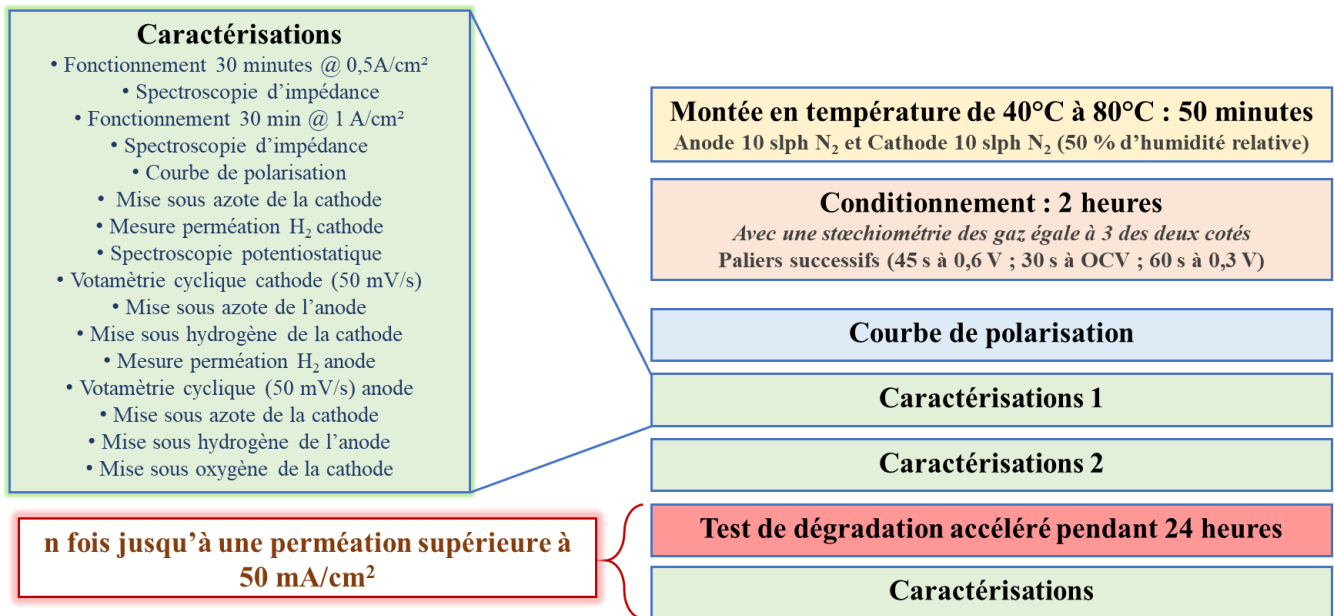 Caractérisations
• Fonctionnement 30 minutes @ 0,5A/cm²
• Spectroscopie d’impédance
• Fonctionnement 30 min @ 1 A/cm²
• Spectroscopie d’impédance
• Courbe de polarisation
• Mise sous azote de la cathode
• Mesure perméation H₂ cathode
• Spectroscopie potentiostatique
• Votamètrie cyclique cathode (50 mV/s)
• Mise sous azote de l’anode
• Mise sous hydrogène de la cathode
• Mesure perméation H₂ anode
• Votamètrie cyclique (50 mV/s) anode
• Mise sous azote de la cathode
• Mise sous hydrogène de l’anode
• Mise sous oxygène de la cathode
Montée en température de 40°C à 80°C : 50 minutes
Anode 10 slph N₂ et Cathode 10 slph N₂ (50 % d’humidité relative)
Conditionnement : 2 heures
Avec une stœchiométrie des gaz égale à 3 des deux cotés
Paliers successifs (45 s à 0,6 V ; 30 s à OCV ; 60 s à 0,3 V)
Courbe de polarisation
Caractérisations 1
Caractérisations 2
n fois jusqu’à une perméation supérieure à
50 mA/cm²
Test de dégradation accéléré pendant 24 heures
Caractérisations